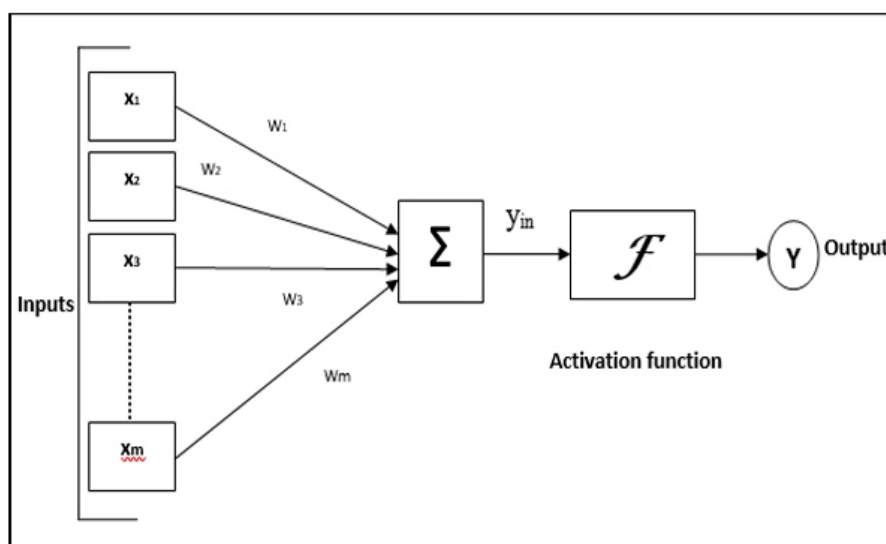 X1
W1
X2
W2
X3
W3
Xm
Wm
Inputs
Σ
yin
ℱ
Activation function
Y
Output